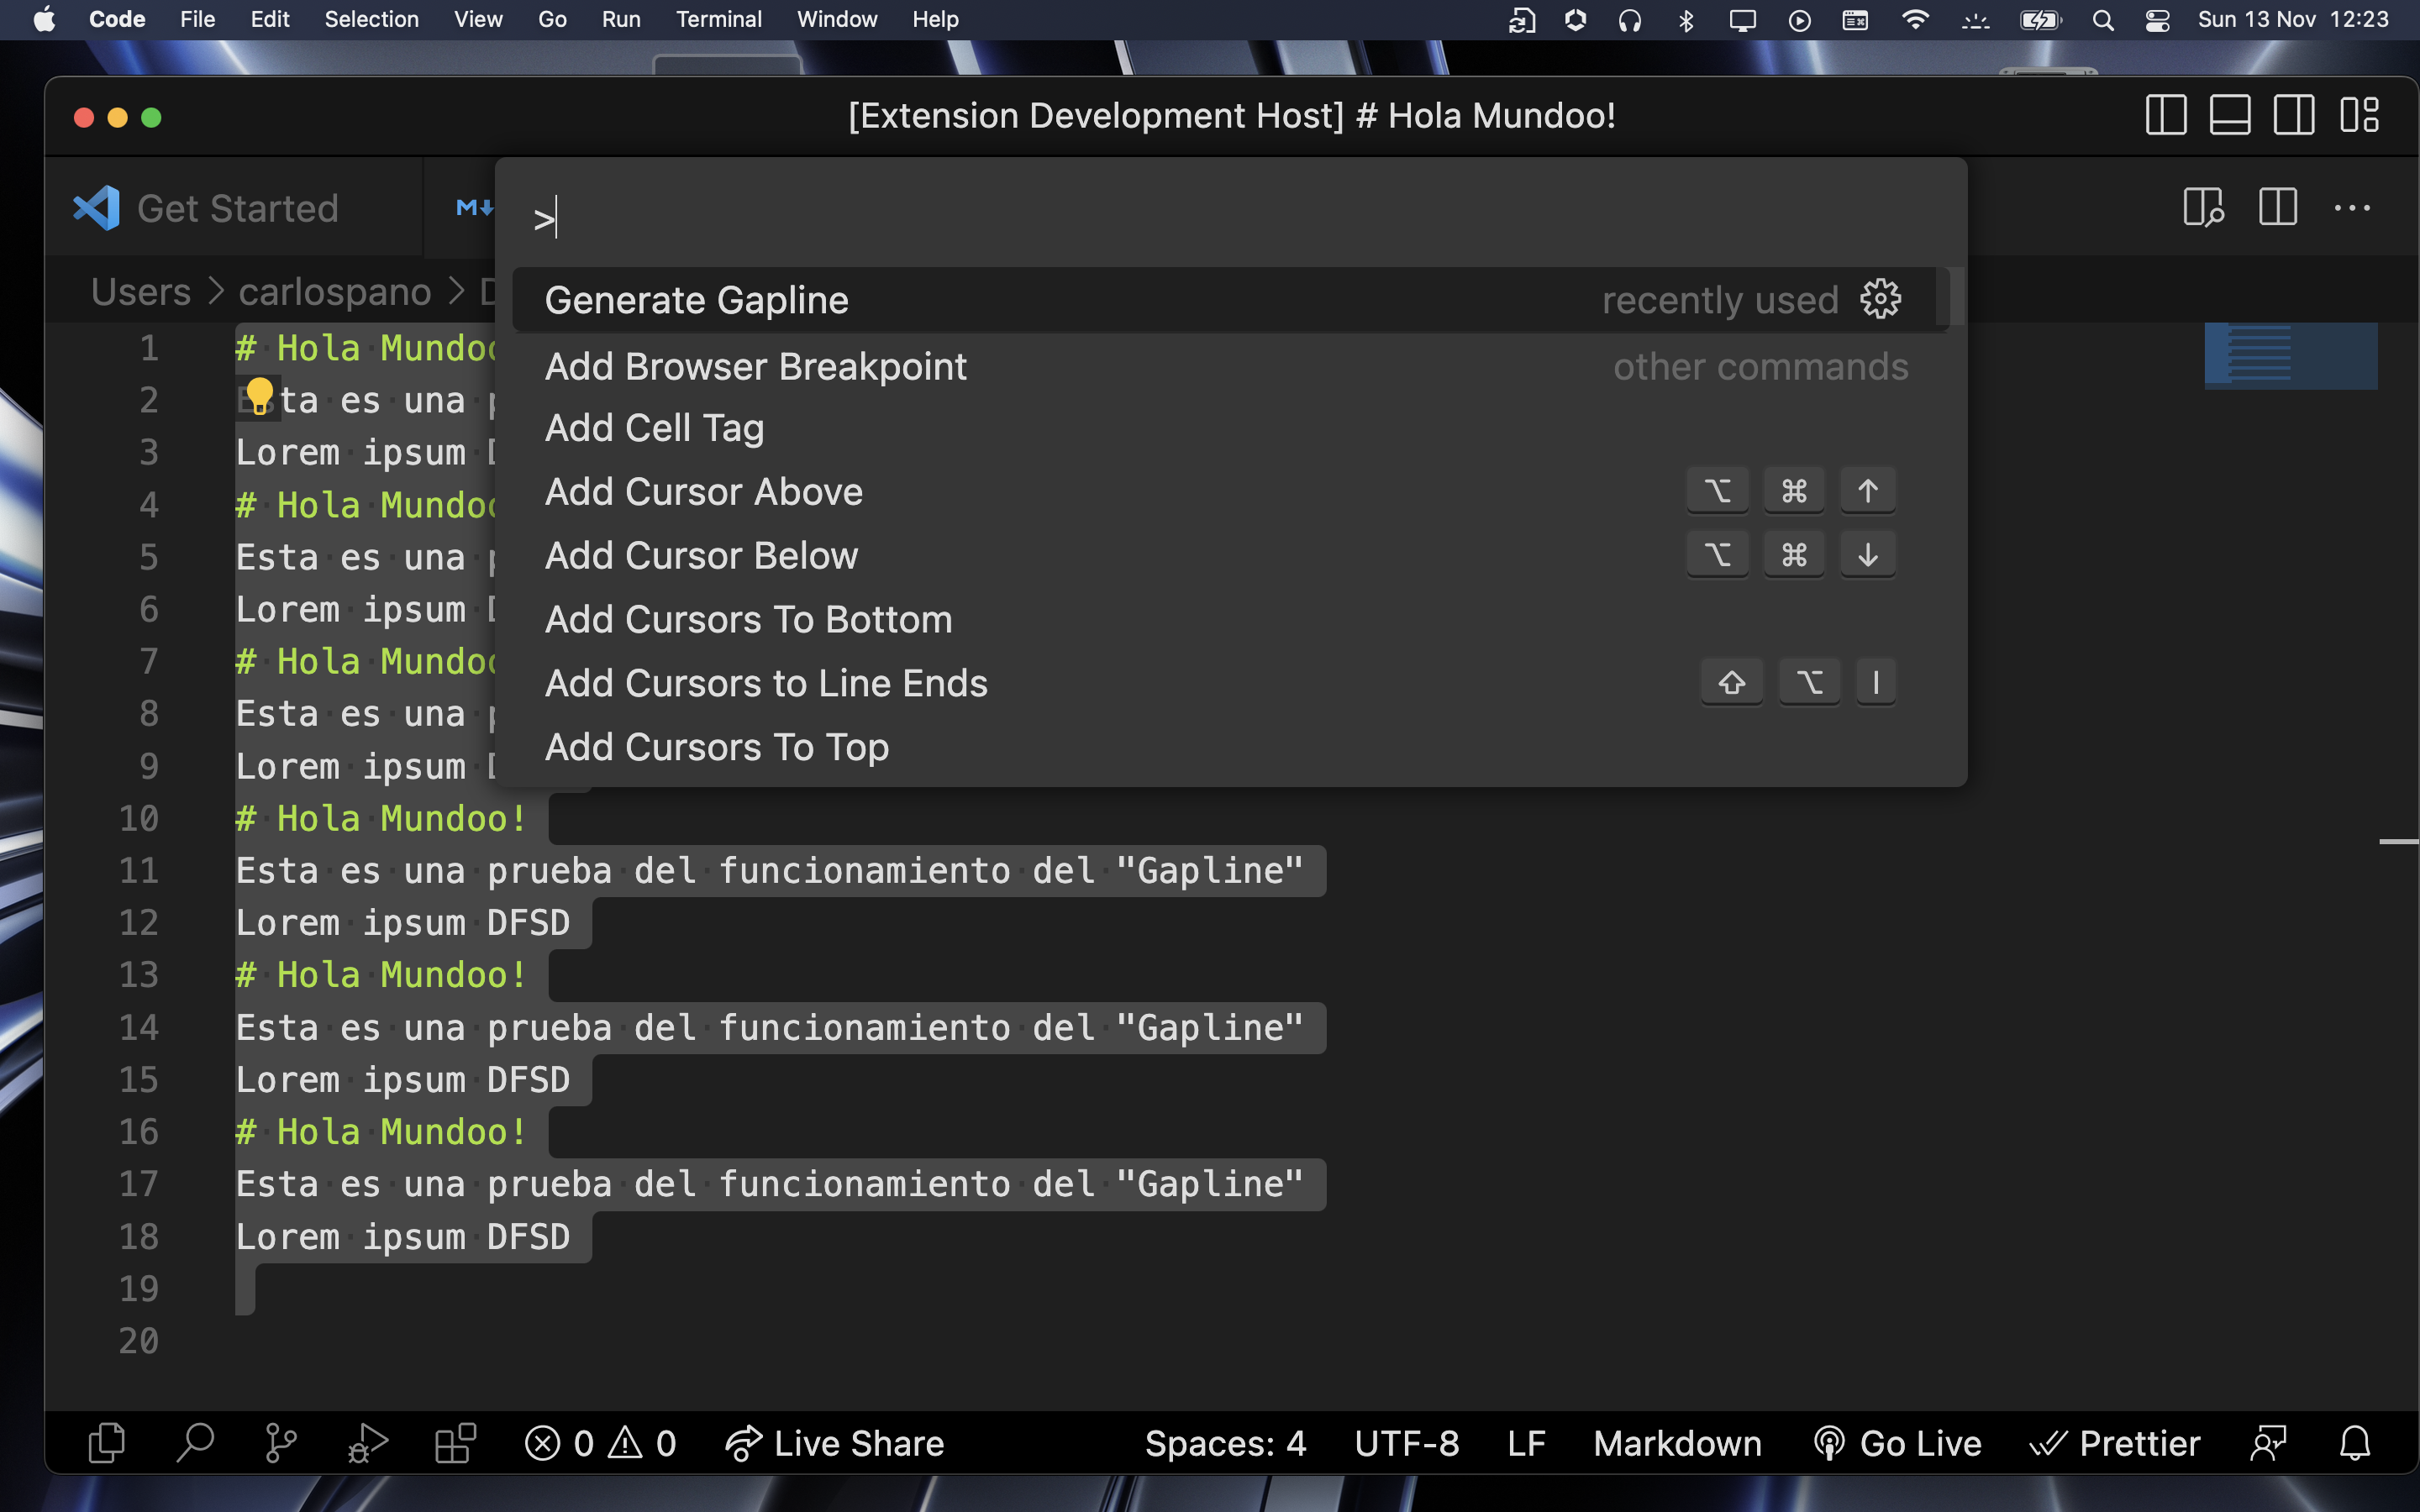 Code File Edit Selection View Go Run Terminal Window Help Sun 13 Nov 12:23
[Extension Development Host] # Hola Mundoo!
Get Started
>
Users > carlospano >
Generate Gapline recently used
Add Browser Breakpoint other commands
Add Cell Tag
Add Cursor Above ⌥ ⌘ ↑
Add Cursor Below ⌥ ⌘ ↓
Add Cursors To Bottom
Add Cursors to Line Ends ⇧ ⌥ I
Add Cursors To Top
1 # Hola Mundoo
2 Esta es una
3 Lorem ipsum
4 # Hola Mundoo
5 Esta es una
6 Lorem ipsum
7 # Hola Mundoo
8 Esta es una
9 Lorem ipsum
10 # Hola Mundoo!
11 Esta es una prueba del funcionamiento del "Gapline"
12 Lorem ipsum DFSD
13 # Hola Mundoo!
14 Esta es una prueba del funcionamiento del "Gapline"
15 Lorem ipsum DFSD
16 # Hola Mundoo!
17 Esta es una prueba del funcionamiento del "Gapline"
18 Lorem ipsum DFSD
19
20
0 0 Live Share Spaces: 4 UTF-8 LF Markdown Go Live Prettier